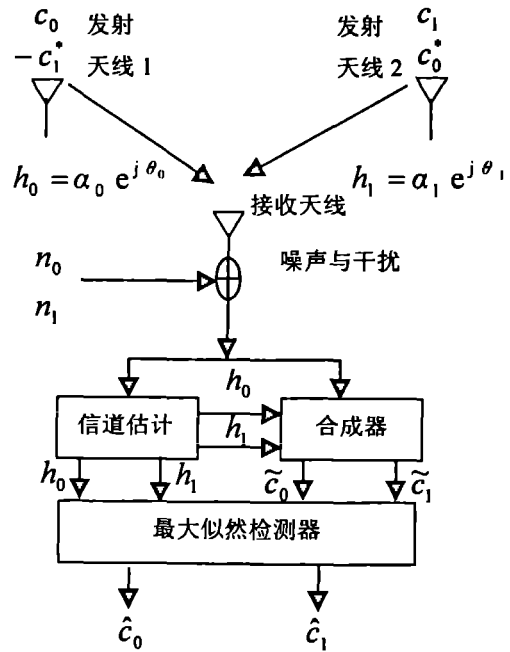 c₀ 发射 发射 c₁
−c₁* 天线 1 天线 2 c₀*
h₀ = α₀ e^{jθ₀} h₁ = α₁ e^{jθ₁}
接收天线
n₀ 噪声与干扰
n₁
h₀
信道估计 h₁ 合成器
h₀ h₁ c̃₀ c̃₁
最大似然检测器
ĉ₀ ĉ₁